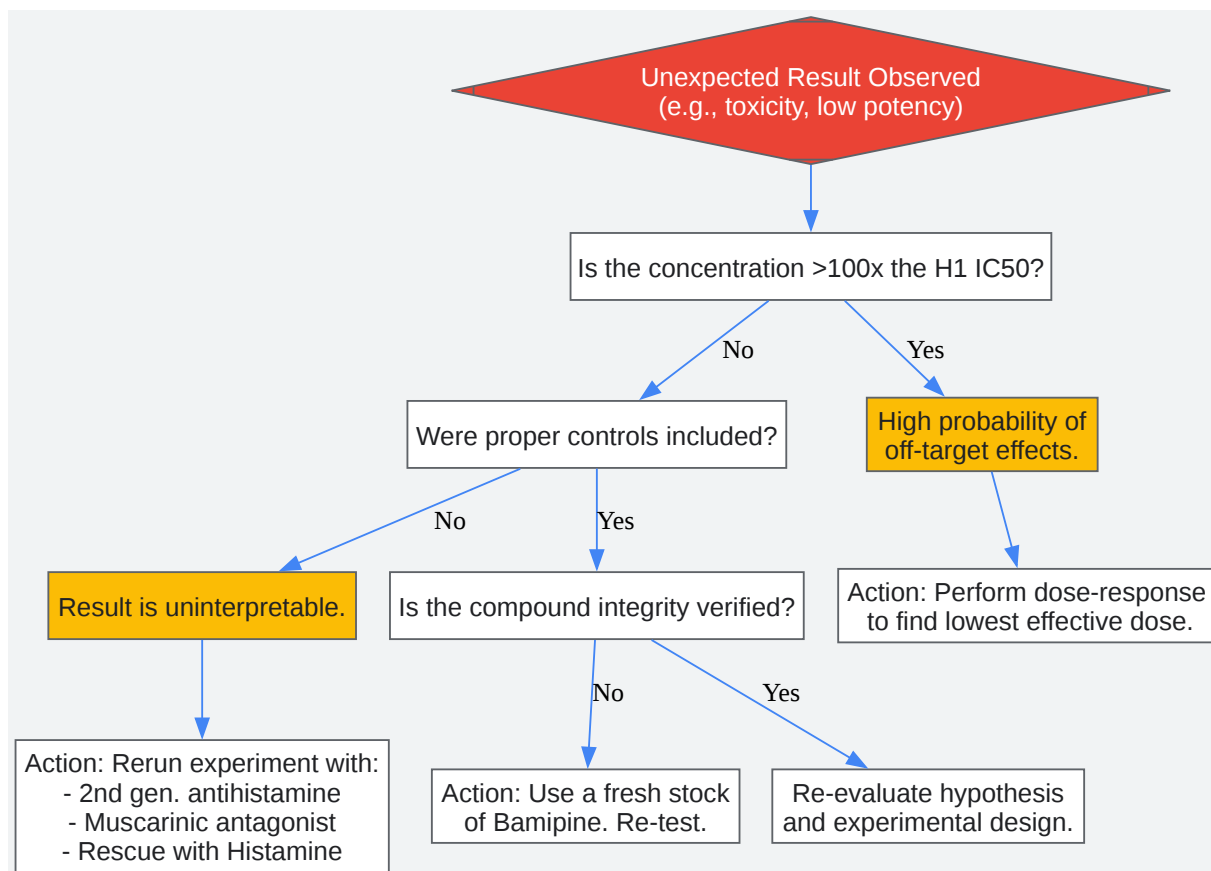 Unexpected Result Observed
(e.g., toxicity, low potency)
Is the concentration >100x the H1 IC50?
No
Yes
Were proper controls included?
High probability of
off-target effects.
No
Yes
Result is uninterpretable.
Is the compound integrity verified?
Action: Perform dose-response
to find lowest effective dose.
No
Yes
Action: Rerun experiment with:
- 2nd gen. antihistamine
- Muscarinic antagonist
- Rescue with Histamine
Action: Use a fresh stock
of Bamipine. Re-test.
Re-evaluate hypothesis
and experimental design.